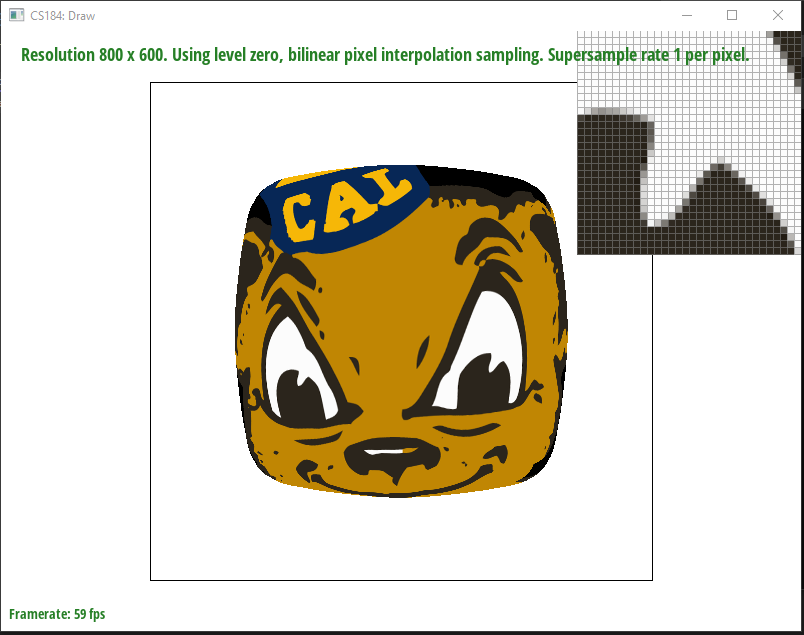 CS184: Draw
Resolution 800 x 600. Using level zero, bilinear pixel interpolation sampling. Supersample rate 1 per pixel.
CAL
Framerate: 59 fps